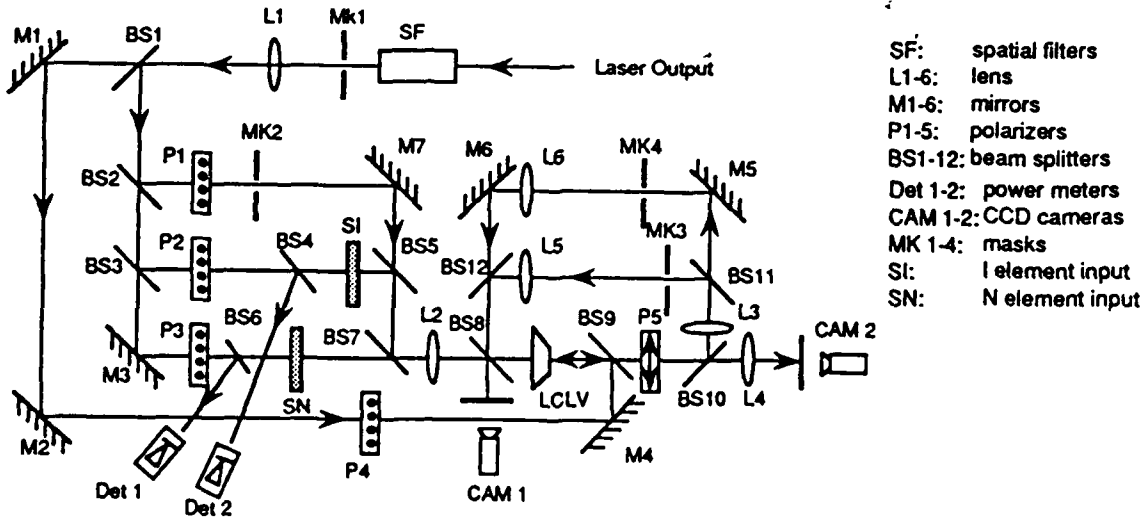 M1
BS1
L1
Mk1
SF
Laser Output
SF: spatial filters
L1-6: lens
M1-6: mirrors
P1-5: polarizers
BS1-12: beam splitters
Det 1-2: power meters
CAM 1-2: CCD cameras
MK 1-4: masks
SI: I element input
SN: N element input
BS2
P1
MK2
M7
M6
L6
MK4
M5
BS3
P2
BS4
SI
BS5
BS12
L5
MK3
BS11
M3
P3
BS6
SN
BS7
L2
BS8
LCLV
BS9
P5
BS10
L3
L4
CAM 2
M2
Det 1
Det 2
P4
CAM 1
M4